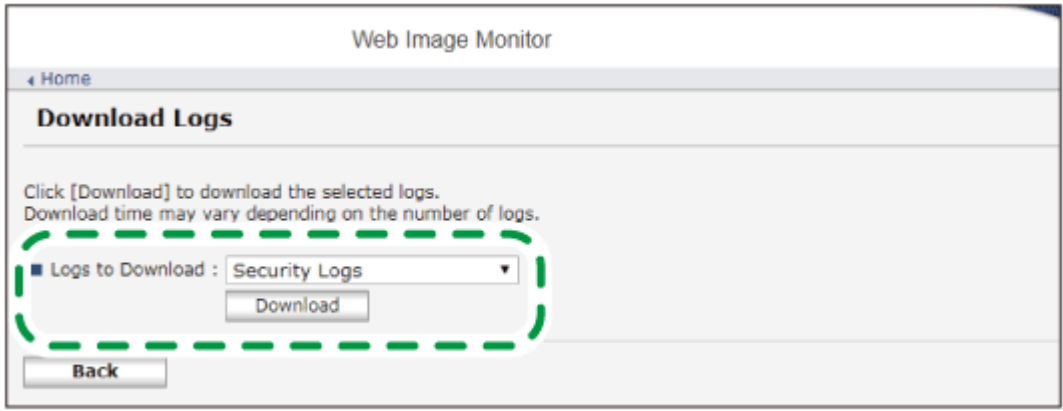 Web Image Monitor
Home
Download Logs
Click [Download] to download the selected logs.
Download time may vary depending on the number of logs.
Logs to Download : Security Logs
Download
Back